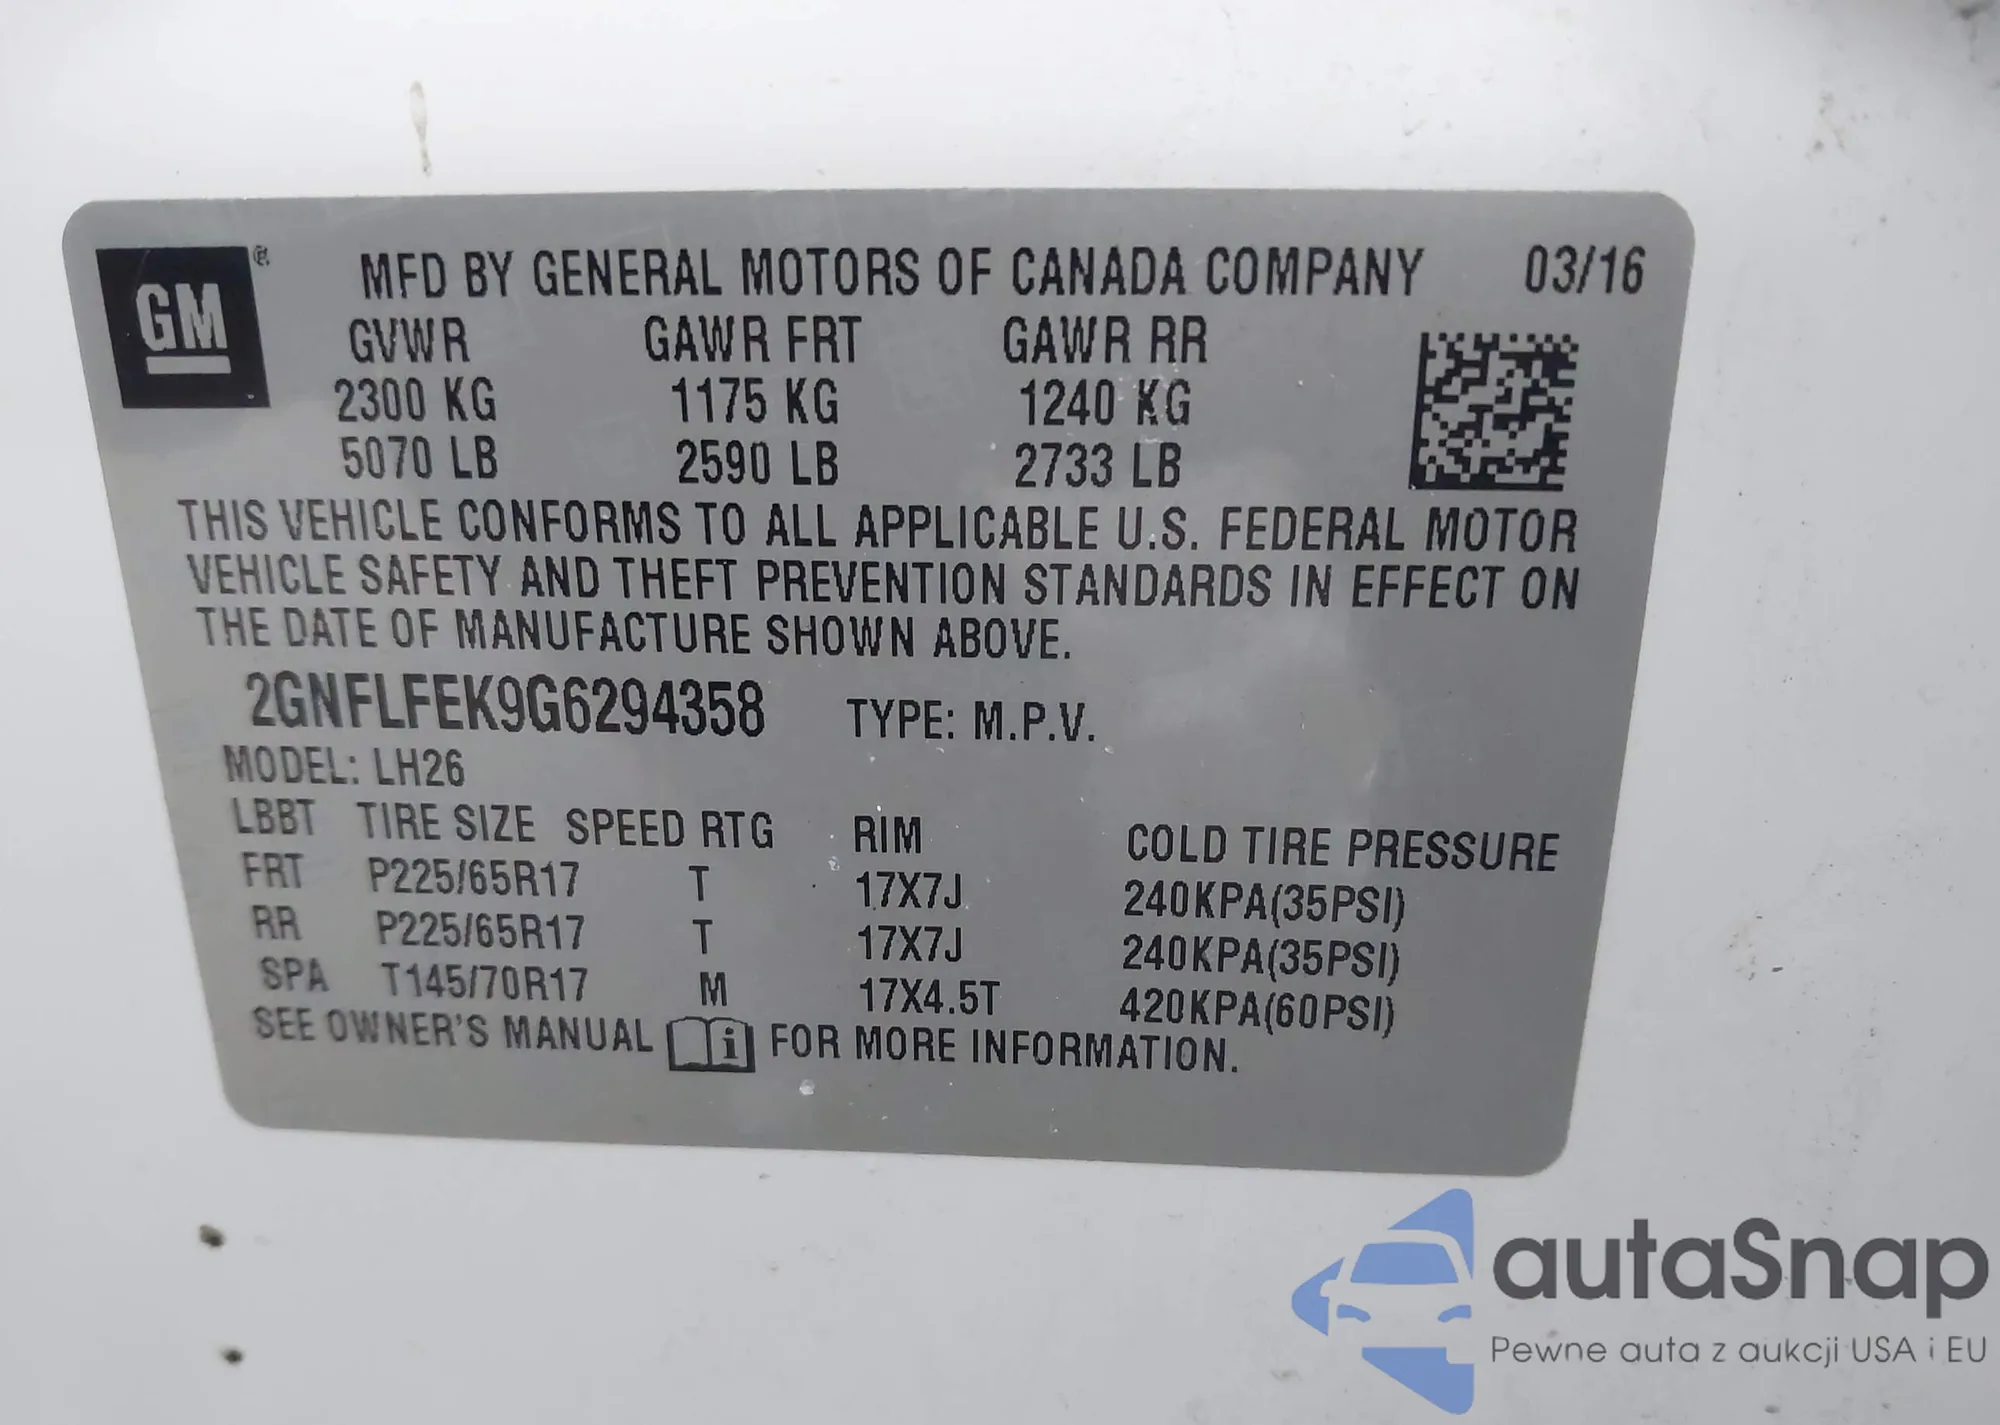 GM ®
MFD BY GENERAL MOTORS OF CANADA COMPANY 03/16
GVWR GAWR FRT GAWR RR
2300 KG 1175 KG 1240 KG
5070 LB 2590 LB 2733 LB
THIS VEHICLE CONFORMS TO ALL APPLICABLE U.S. FEDERAL MOTOR
VEHICLE SAFETY AND THEFT PREVENTION STANDARDS IN EFFECT ON
THE DATE OF MANUFACTURE SHOWN ABOVE.
2GNFLFEK9G6294358 TYPE: M.P.V.
MODEL: LH26
LBBT TIRE SIZE SPEED RTG RIM COLD TIRE PRESSURE
FRT P225/65R17 T 17X7J 240KPA(35PSI)
RR P225/65R17 T 17X7J 240KPA(35PSI)
SPA T145/70R17 M 17X4.5T 420KPA(60PSI)
SEE OWNER'S MANUAL i FOR MORE INFORMATION.
autaSnap
Pewne auta z aukcji USA i EU